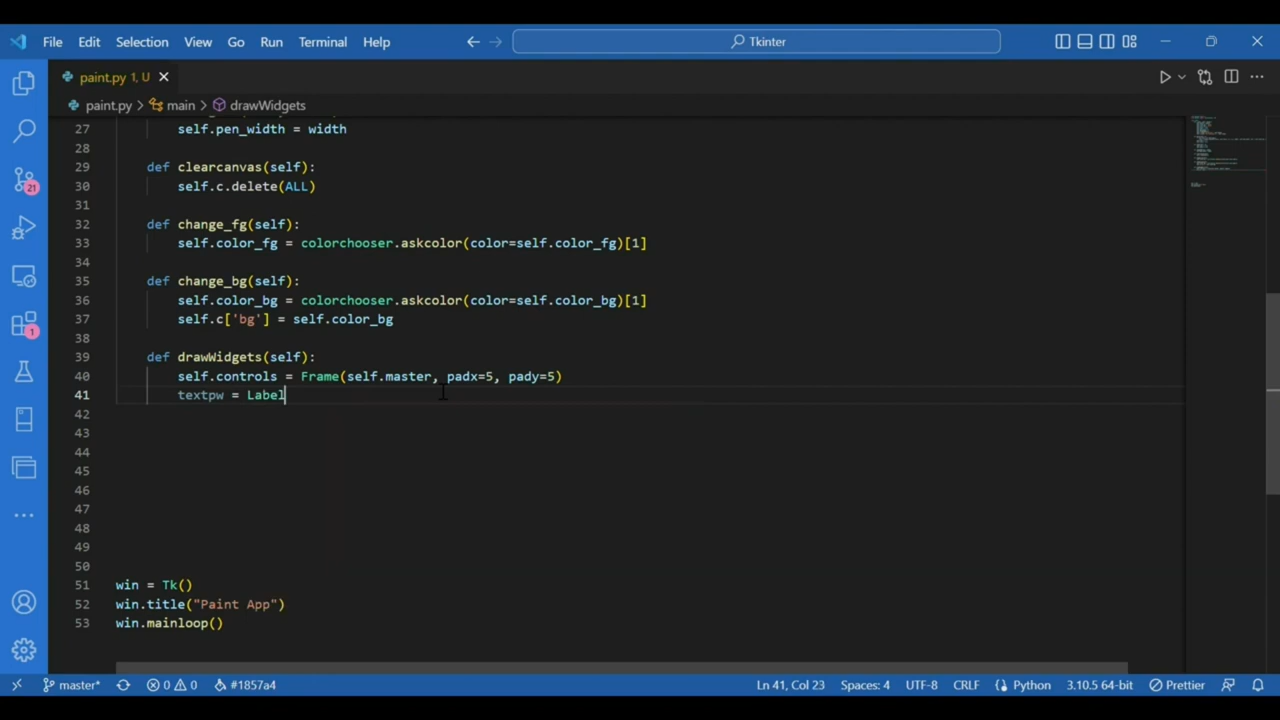 File Edit Selection View Go Run Terminal Help Tkinter
paint.py 1, U
paint.py > main > drawWidgets
27 self.pen_width = width
28
29 def clearcanvas(self):
30 self.c.delete(ALL)
31
32 def change_fg(self):
33 self.color_fg = colorchooser.askcolor(color=self.color_fg)[1]
34
35 def change_bg(self):
36 self.color_bg = colorchooser.askcolor(color=self.color_bg)[1]
37 self.c['bg'] = self.color_bg
38
39 def drawWidgets(self):
40 self.controls = Frame(self.master, padx=5, pady=5)
41 textpw = Label
42
43
44
45
46
47
48
49
50
51 win = Tk()
52 win.title("Paint App")
53 win.mainloop()
21
1
master* 0 0 #1857a4 Ln 41, Col 23 Spaces: 4 UTF-8 CRLF Python 3.10.5 64-bit Prettier